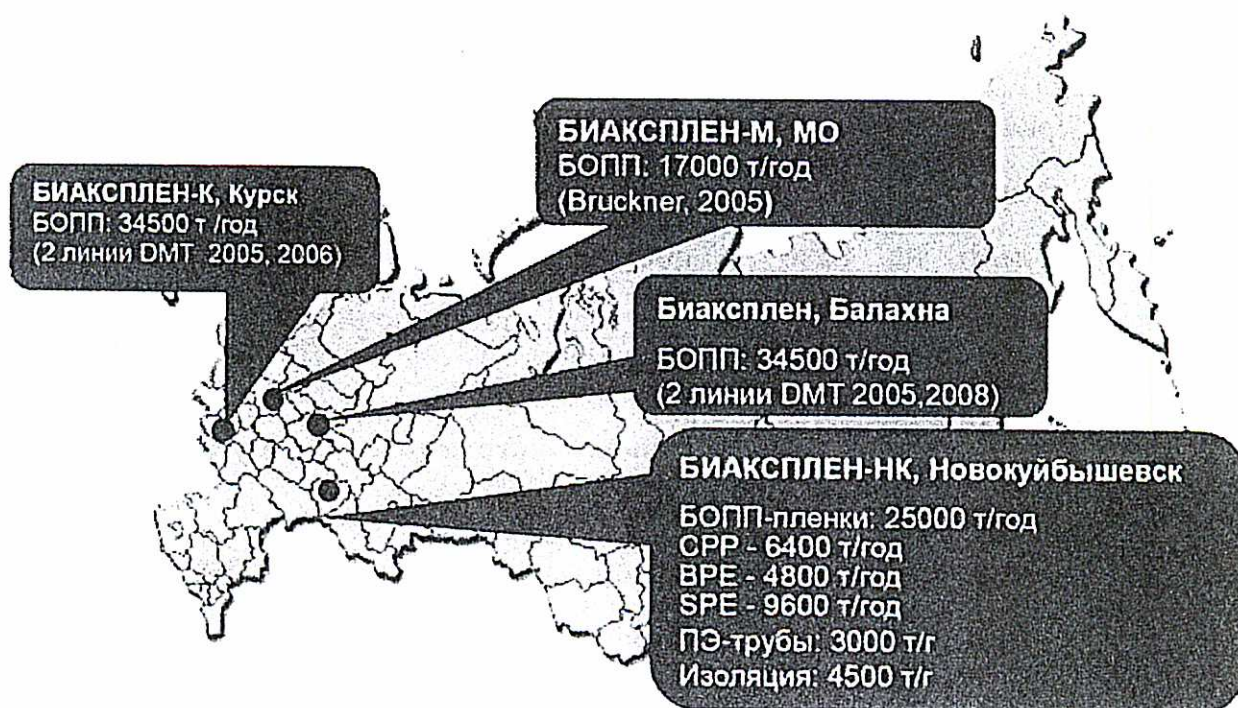 БИАКСПЛЕН-М, МО
БОПП: 17000 т/год
(Bruckner, 2005)
БИАКСПЛЕН-К, Курск
БОПП: 34500 т /год
(2 линии DMT 2005, 2006)
Биаксплен, Балахна
БОПП: 34500 т/год
(2 линии DMT 2005,2008)
БИАКСПЛЕН-НК, Новокуйбышевск
БОПП-пленки: 25000 т/год
CPP - 6400 т/год
BPE - 4800 т/год
SPE - 9600 т/год
ПЭ-трубы: 3000 т/г
Изоляция: 4500 т/г